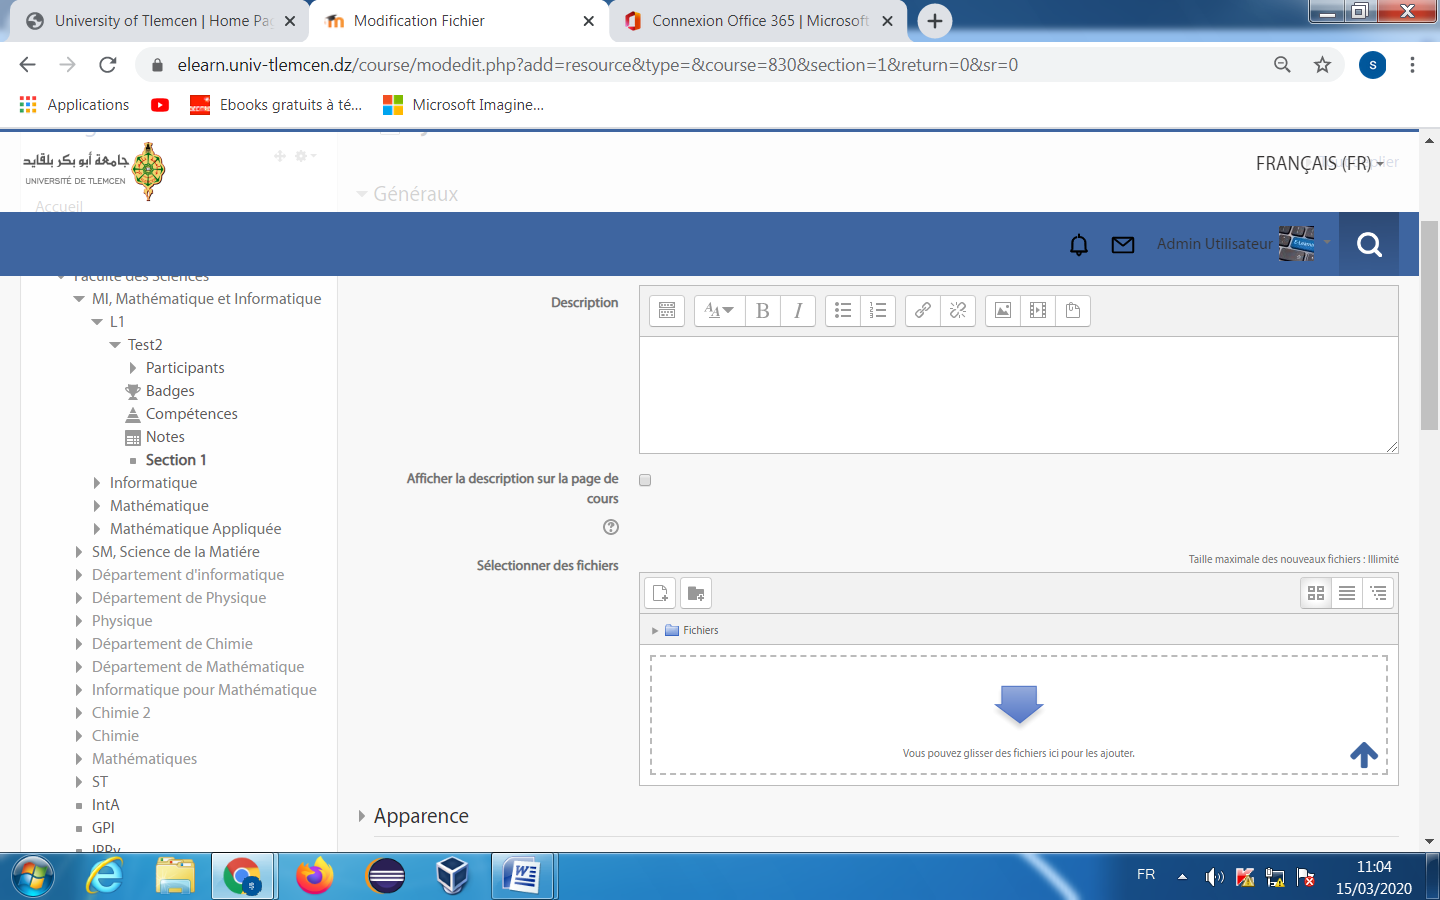 University of Tlemcen | Home Pag
Modification Fichier
Connexion Office 365 | Microsoft
elearn.univ-tlemcen.dz/course/modedit.php?add=resource&type=&course=830&section=1&return=0&sr=0
s
Applications
Ebooks gratuits à té...
Microsoft Imagine...
جامعة أبو بكر بلقايد
UNIVERSITÉ DE TLEMCEN
FRANÇAIS (FR)
Accueil
Généraux
Admin Utilisateur
Faculté des Sciences
MI, Mathématique et Informatique
L1
Test2
Participants
Badges
Compétences
Notes
Section 1
Informatique
Mathématique
Mathématique Appliquée
SM, Science de la Matiére
Département d'informatique
Département de Physique
Physique
Département de Chimie
Département de Mathématique
Informatique pour Mathématique
Chimie 2
Chimie
Mathématiques
ST
IntA
GPI
Description
Afficher la description sur la page de
cours
Sélectionner des fichiers
Taille maximale des nouveaux fichiers : Illimité
Fichiers
Vous pouvez glisser des fichiers ici pour les ajouter.
Apparence
FR
11:04
15/03/2020